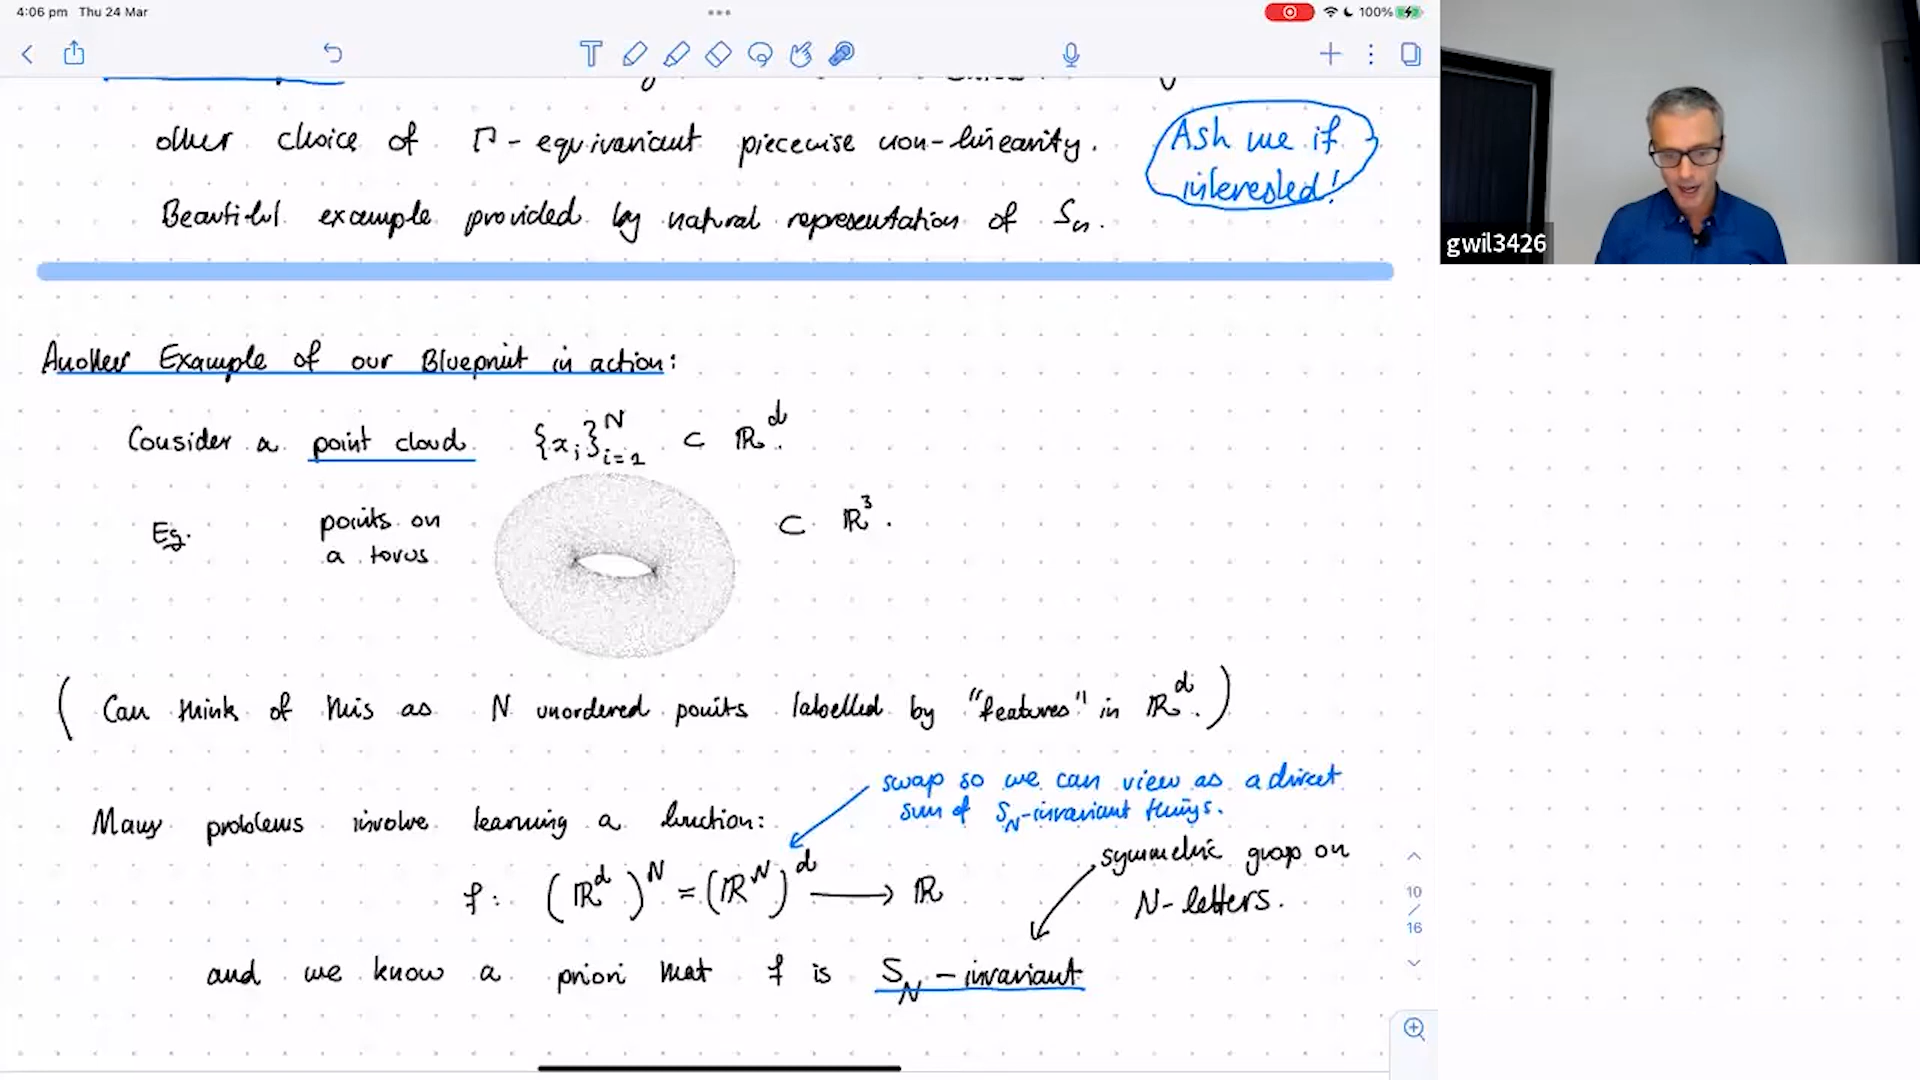 4:06 pm Thu 24 Mar
100%
other choice of Γ-equivariant piecewise non-linearity.
Ask me if
interested!
Beautiful example provided by natural representation of Sₙ.
gwil3426
Another Example of our Blueprint in action:
Consider a point cloud {xᵢ}ᵢ₌₁ᴺ ⊂ ℝᵈ.
Eg. points on
a torus
⊂ ℝ³.
( Can think of this as N unordered points labelled by "features" in ℝᵈ. )
swap so we can view as a direct
sum of S_N-invariant things.
Many problems involve learning a function:
symmetric group on
N-letters.
f: (ℝᵈ)ᴺ = (ℝᴺ)ᵈ ⟶ ℝ
and we know a priori that f is S_N-invariant
10
/
16